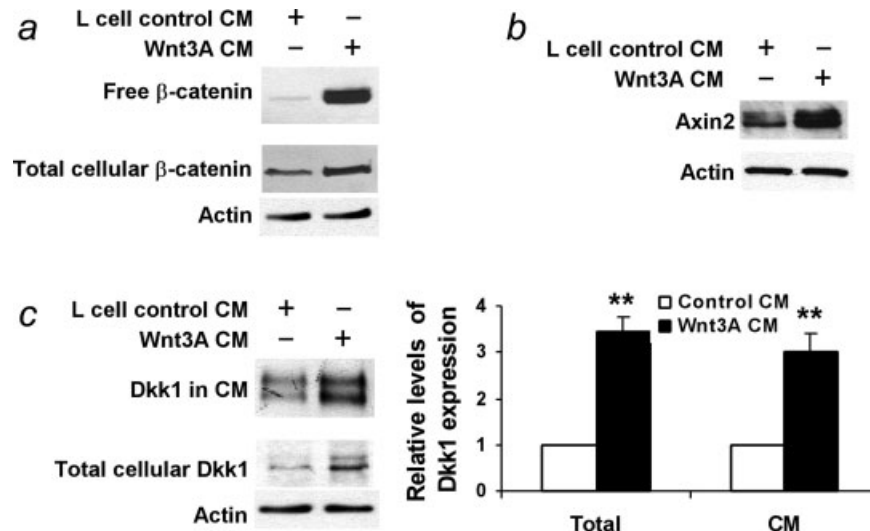 a
L cell control CM + −
Wnt3A CM − +
Free β-catenin
Total cellular β-catenin
Actin
b
L cell control CM + −
Wnt3A CM − +
Axin2
Actin
c
L cell control CM + −
Wnt3A CM − +
Dkk1 in CM
Total cellular Dkk1
Actin
Relative levels of
Dkk1 expression
4
3
2
1
0
**
**
Control CM
Wnt3A CM
Total CM